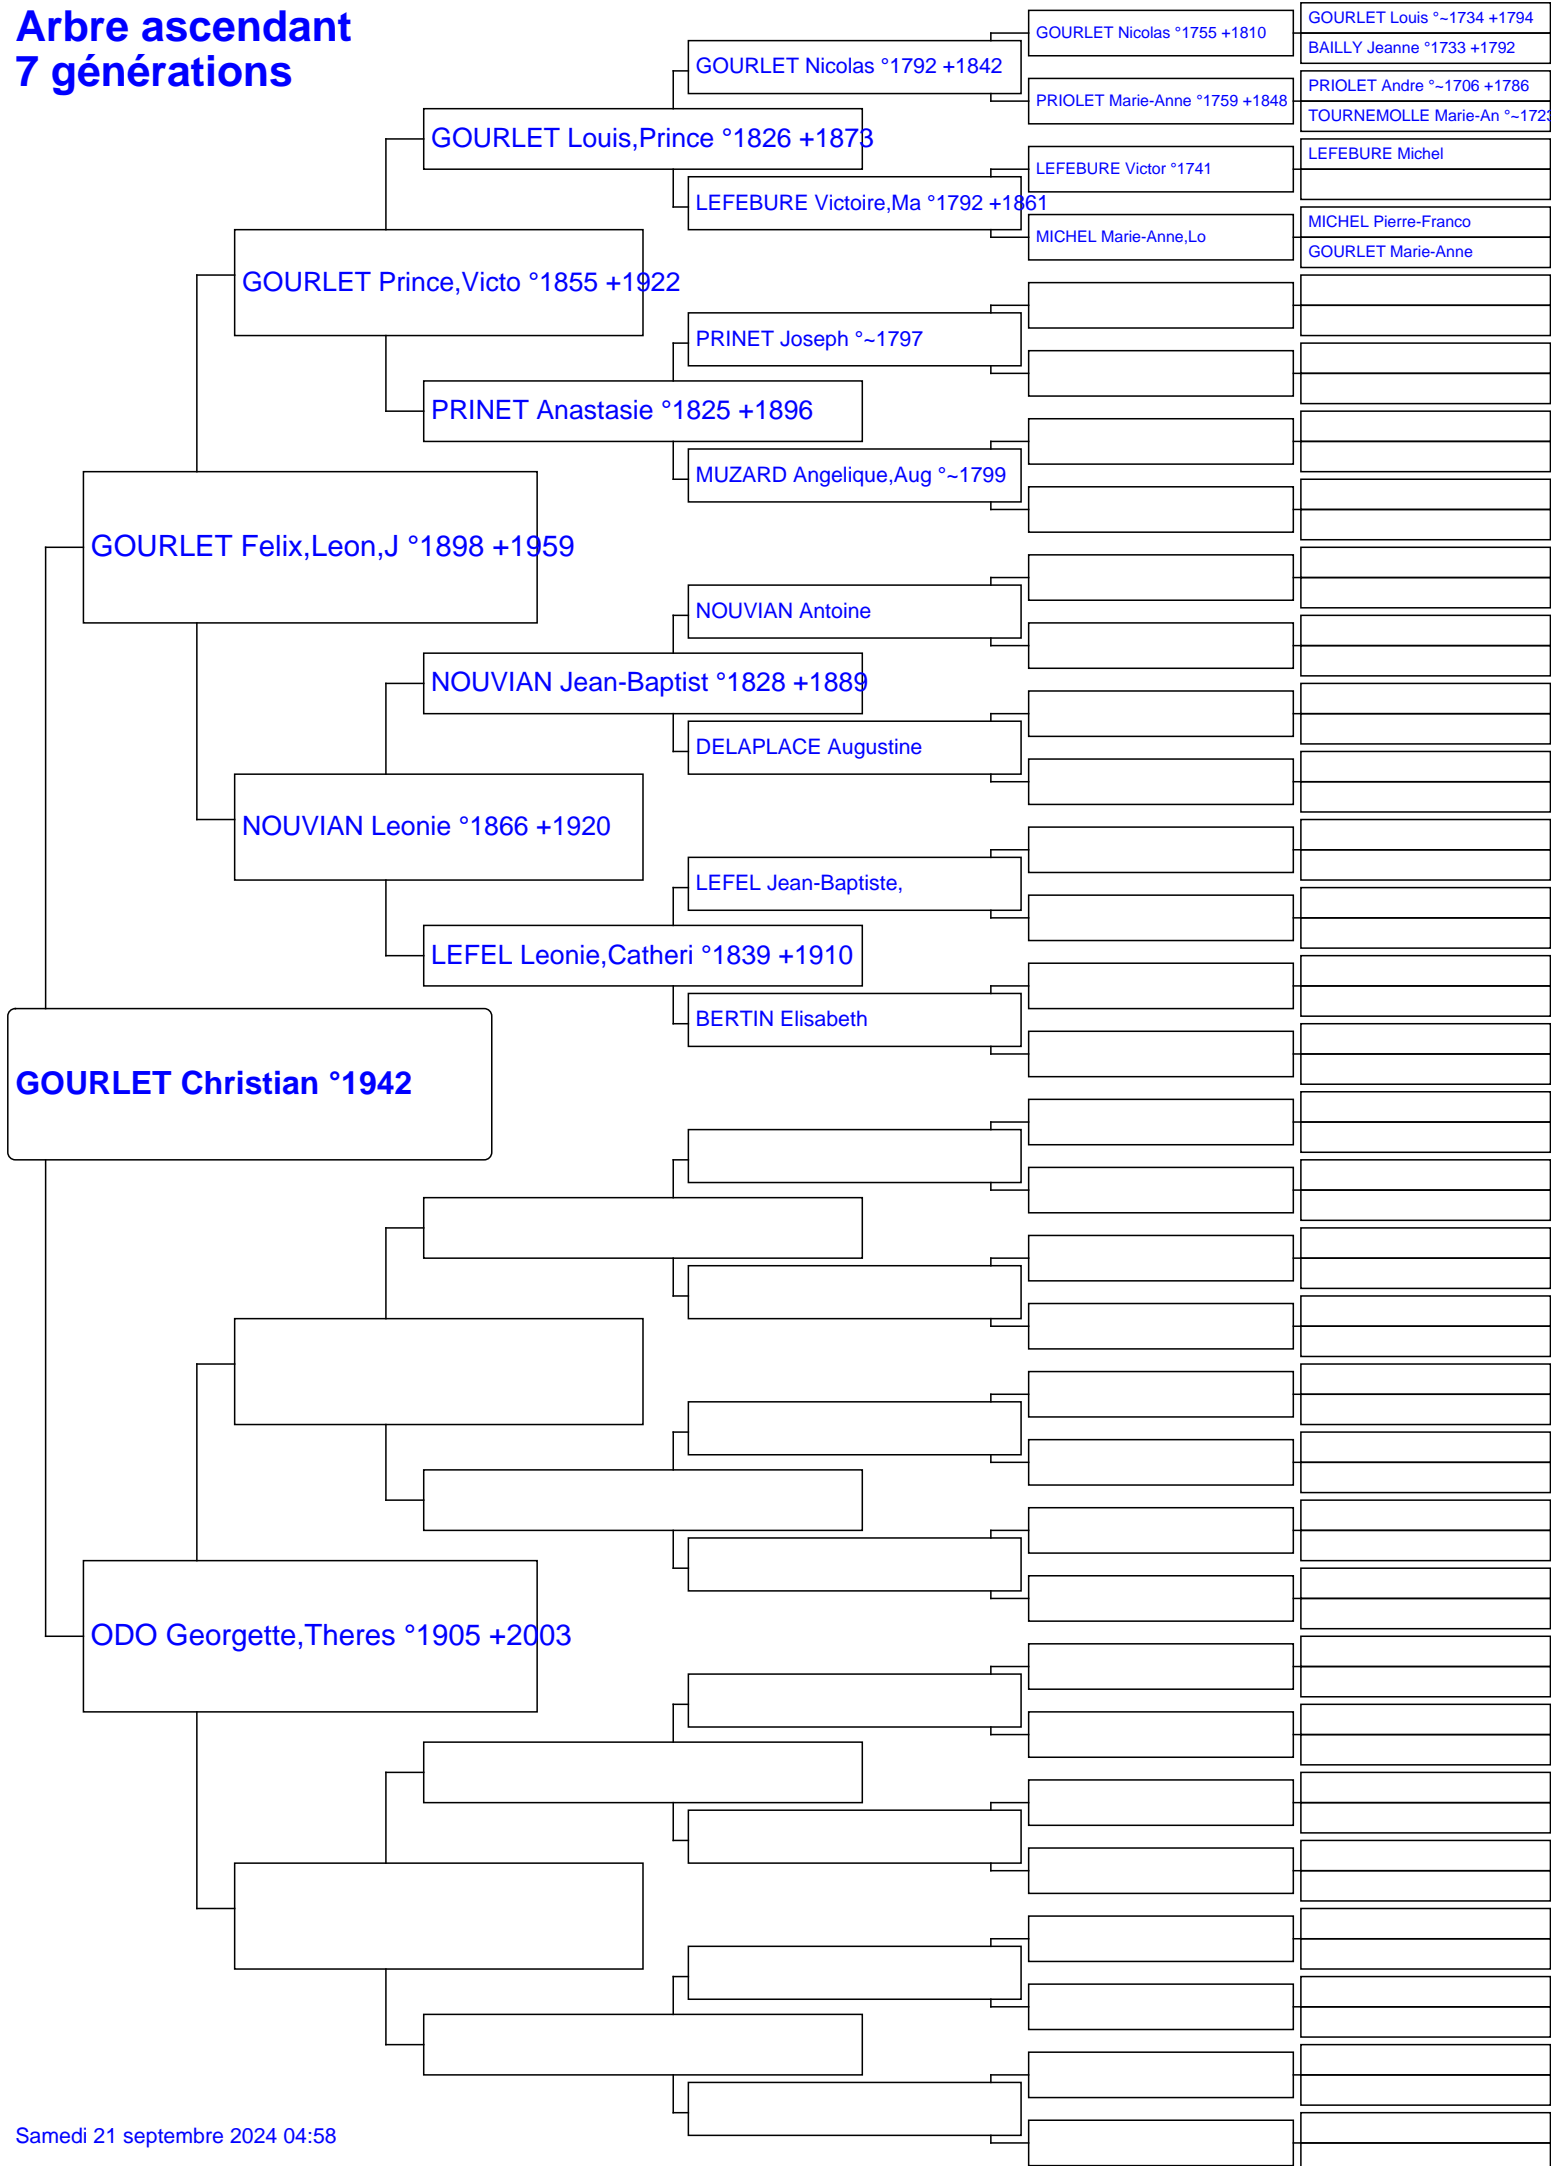 Arbre ascendant
7 générations
GOURLET Louis °~1734 +1794
GOURLET Nicolas °1755 +1810
BAILLY Jeanne °1733 +1792
GOURLET Nicolas °1792 +1842
PRIOLET Andre °~1706 +1786
PRIOLET Marie-Anne °1759 +1848
TOURNEMOLLE Marie-An °~1723
GOURLET Louis,Prince °1826 +1873
LEFEBURE Michel
LEFEBURE Victor °1741
LEFEBURE Victoire,Ma °1792 +1861
MICHEL Pierre-Franco
MICHEL Marie-Anne,Lo
GOURLET Marie-Anne
GOURLET Prince,Victo °1855 +1922
PRINET Joseph °~1797
PRINET Anastasie °1825 +1896
MUZARD Angelique,Aug °~1799
GOURLET Felix,Leon,J °1898 +1959
NOUVIAN Antoine
NOUVIAN Jean-Baptist °1828 +1889
DELAPLACE Augustine
NOUVIAN Leonie °1866 +1920
LEFEL Jean-Baptiste,
LEFEL Leonie,Catheri °1839 +1910
BERTIN Elisabeth
GOURLET Christian °1942
ODO Georgette,Theres °1905 +2003
Samedi 21 septembre 2024 04:58